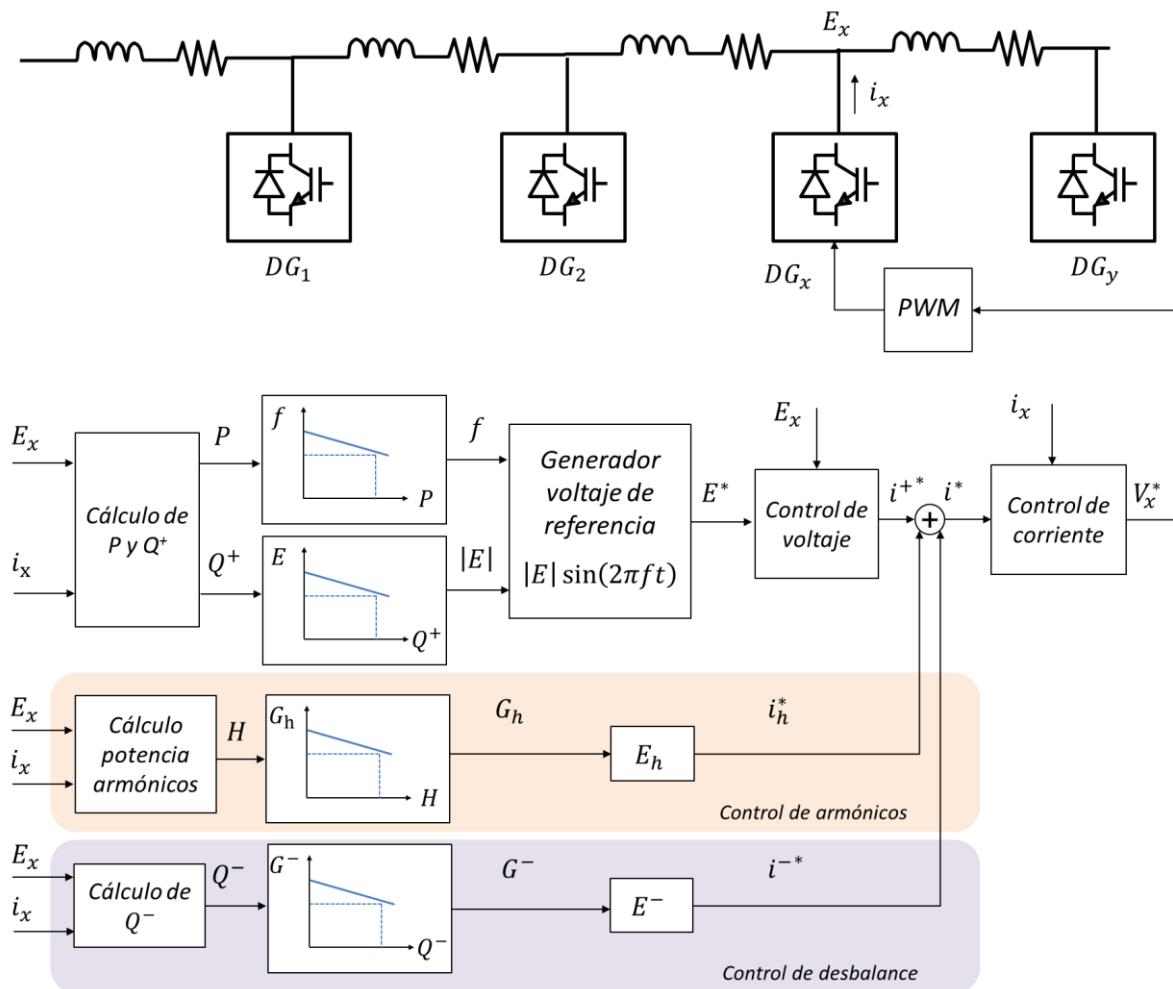 E_x
i_x
DG_1
DG_2
DG_x
DG_y
PWM
E_x
i_x
Cálculo de
P y Q⁺
P
Q⁺
f
P
E
Q⁺
f
|E|
Generador
voltaje de
referencia
|E| sin(2πft)
E*
E_x
Control de
voltaje
i⁺*
+
i*
i_x
Control de
corriente
V_x*
E_x
i_x
Cálculo
potencia
armónicos
H
G_h
H
G_h
E_h
i_h*
Control de armónicos
E_x
i_x
Cálculo de
Q⁻
Q⁻
G⁻
Q⁻
G⁻
E⁻
i⁻*
Control de desbalance